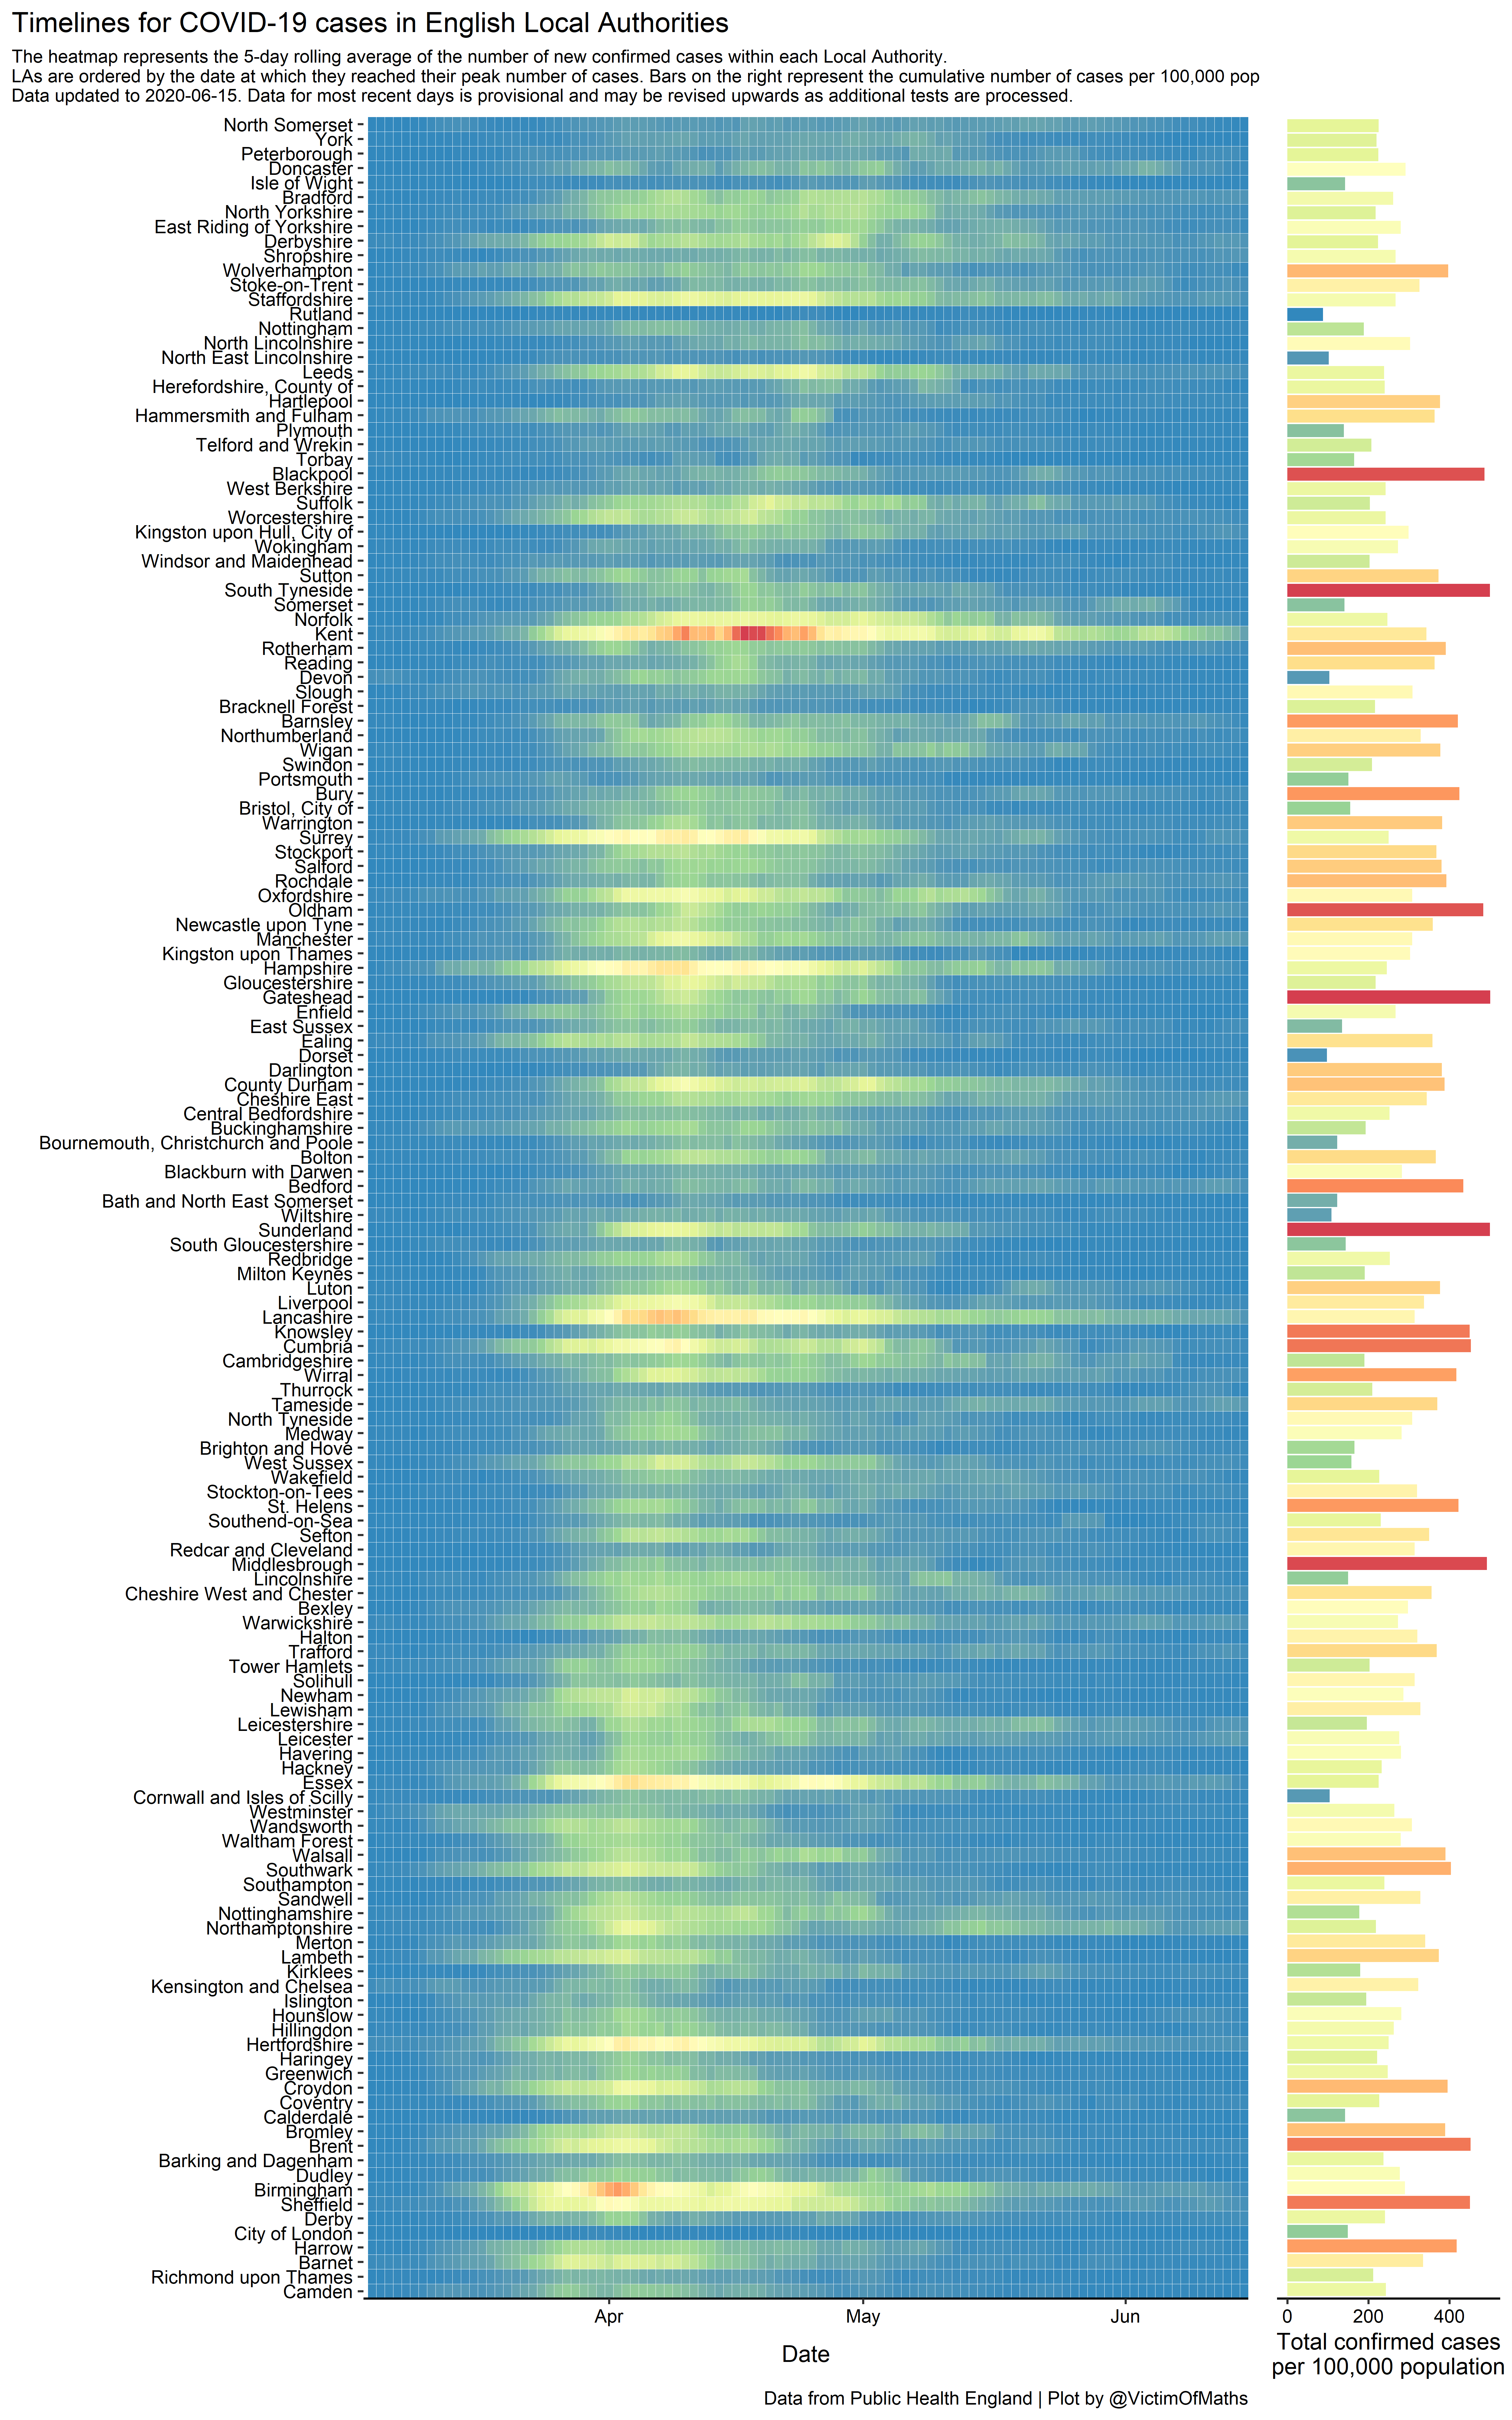 Timelines for COVID-19 cases in English Local Authorities
The heatmap represents the 5-day rolling average of the number of new confirmed cases within each Local Authority.
LAs are ordered by the date at which they reached their peak number of cases. Bars on the right represent the cumulative number of cases per 100,000 pop
Data updated to 2020-06-15. Data for most recent days is provisional and may be revised upwards as additional tests are processed.
North Somerset
York
Peterborough
Doncaster
Isle of Wight
Bradford
North Yorkshire
East Riding of Yorkshire
Derbyshire
Shropshire
Wolverhampton
Stoke-on-Trent
Staffordshire
Rutland
Nottingham
North Lincolnshire
North East Lincolnshire
Leeds
Herefordshire, County of
Hartlepool
Hammersmith and Fulham
Plymouth
Telford and Wrekin
Torbay
Blackpool
West Berkshire
Suffolk
Worcestershire
Kingston upon Hull, City of
Wokingham
Windsor and Maidenhead
Sutton
South Tyneside
Somerset
Norfolk
Kent
Rotherham
Reading
Devon
Slough
Bracknell Forest
Barnsley
Northumberland
Wigan
Swindon
Portsmouth
Bury
Bristol, City of
Warrington
Surrey
Stockport
Salford
Rochdale
Oxfordshire
Oldham
Newcastle upon Tyne
Manchester
Kingston upon Thames
Hampshire
Gloucestershire
Gateshead
Enfield
East Sussex
Ealing
Dorset
Darlington
County Durham
Cheshire East
Central Bedfordshire
Buckinghamshire
Bournemouth, Christchurch and Poole
Bolton
Blackburn with Darwen
Bedford
Bath and North East Somerset
Wiltshire
Sunderland
South Gloucestershire
Redbridge
Milton Keynes
Luton
Liverpool
Lancashire
Knowsley
Cumbria
Cambridgeshire
Wirral
Thurrock
Tameside
North Tyneside
Medway
Brighton and Hove
West Sussex
Wakefield
Stockton-on-Tees
St. Helens
Southend-on-Sea
Sefton
Redcar and Cleveland
Middlesbrough
Lincolnshire
Cheshire West and Chester
Bexley
Warwickshire
Halton
Trafford
Tower Hamlets
Solihull
Newham
Lewisham
Leicestershire
Leicester
Havering
Hackney
Essex
Cornwall and Isles of Scilly
Westminster
Wandsworth
Waltham Forest
Walsall
Southwark
Southampton
Sandwell
Nottinghamshire
Northamptonshire
Merton
Lambeth
Kirklees
Kensington and Chelsea
Islington
Hounslow
Hillingdon
Hertfordshire
Haringey
Greenwich
Croydon
Coventry
Calderdale
Bromley
Brent
Barking and Dagenham
Dudley
Birmingham
Sheffield
Derby
City of London
Harrow
Barnet
Richmond upon Thames
Camden
Apr May Jun
Date
0 200 400
Total confirmed cases
per 100,000 population
Data from Public Health England | Plot by @VictimOfMaths